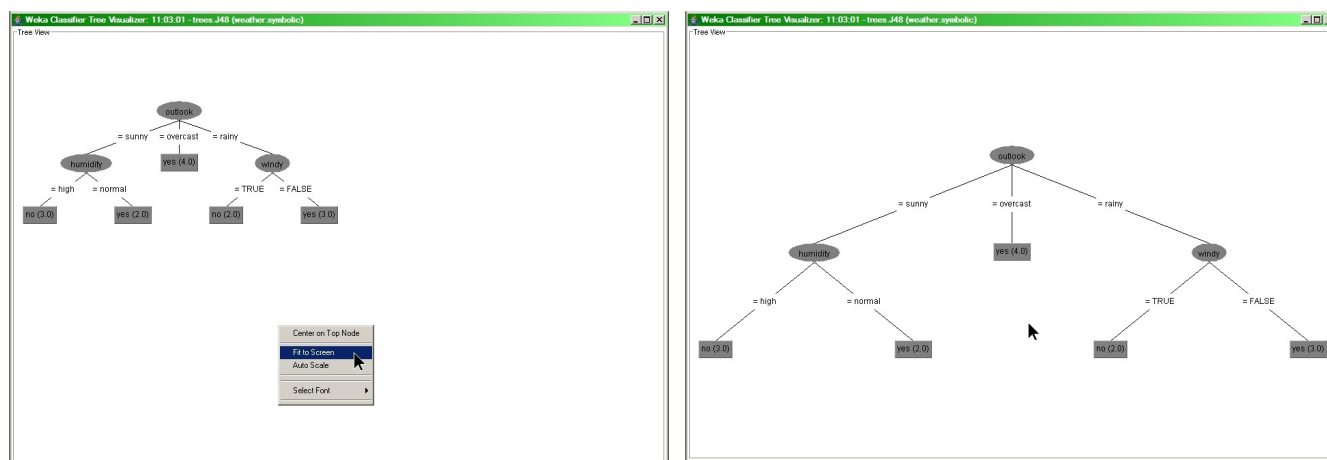 Weka Classifier Tree Visualizer: 11:03:01 - trees.J48 (weather.symbolic)
Tree View
outlook
= sunny = overcast = rainy
humidity yes (4.0) windy
= high = normal = TRUE = FALSE
no (3.0) yes (2.0) no (2.0) yes (3.0)
Center on Top Node
Fit to Screen
Auto Scale
Select Font
Weka Classifier Tree Visualizer: 11:03:01 - trees.J48 (weather.symbolic)
Tree View
outlook
= sunny = overcast = rainy
humidity yes (4.0) windy
= high = normal = TRUE = FALSE
no (3.0) yes (2.0) no (2.0) yes (3.0)